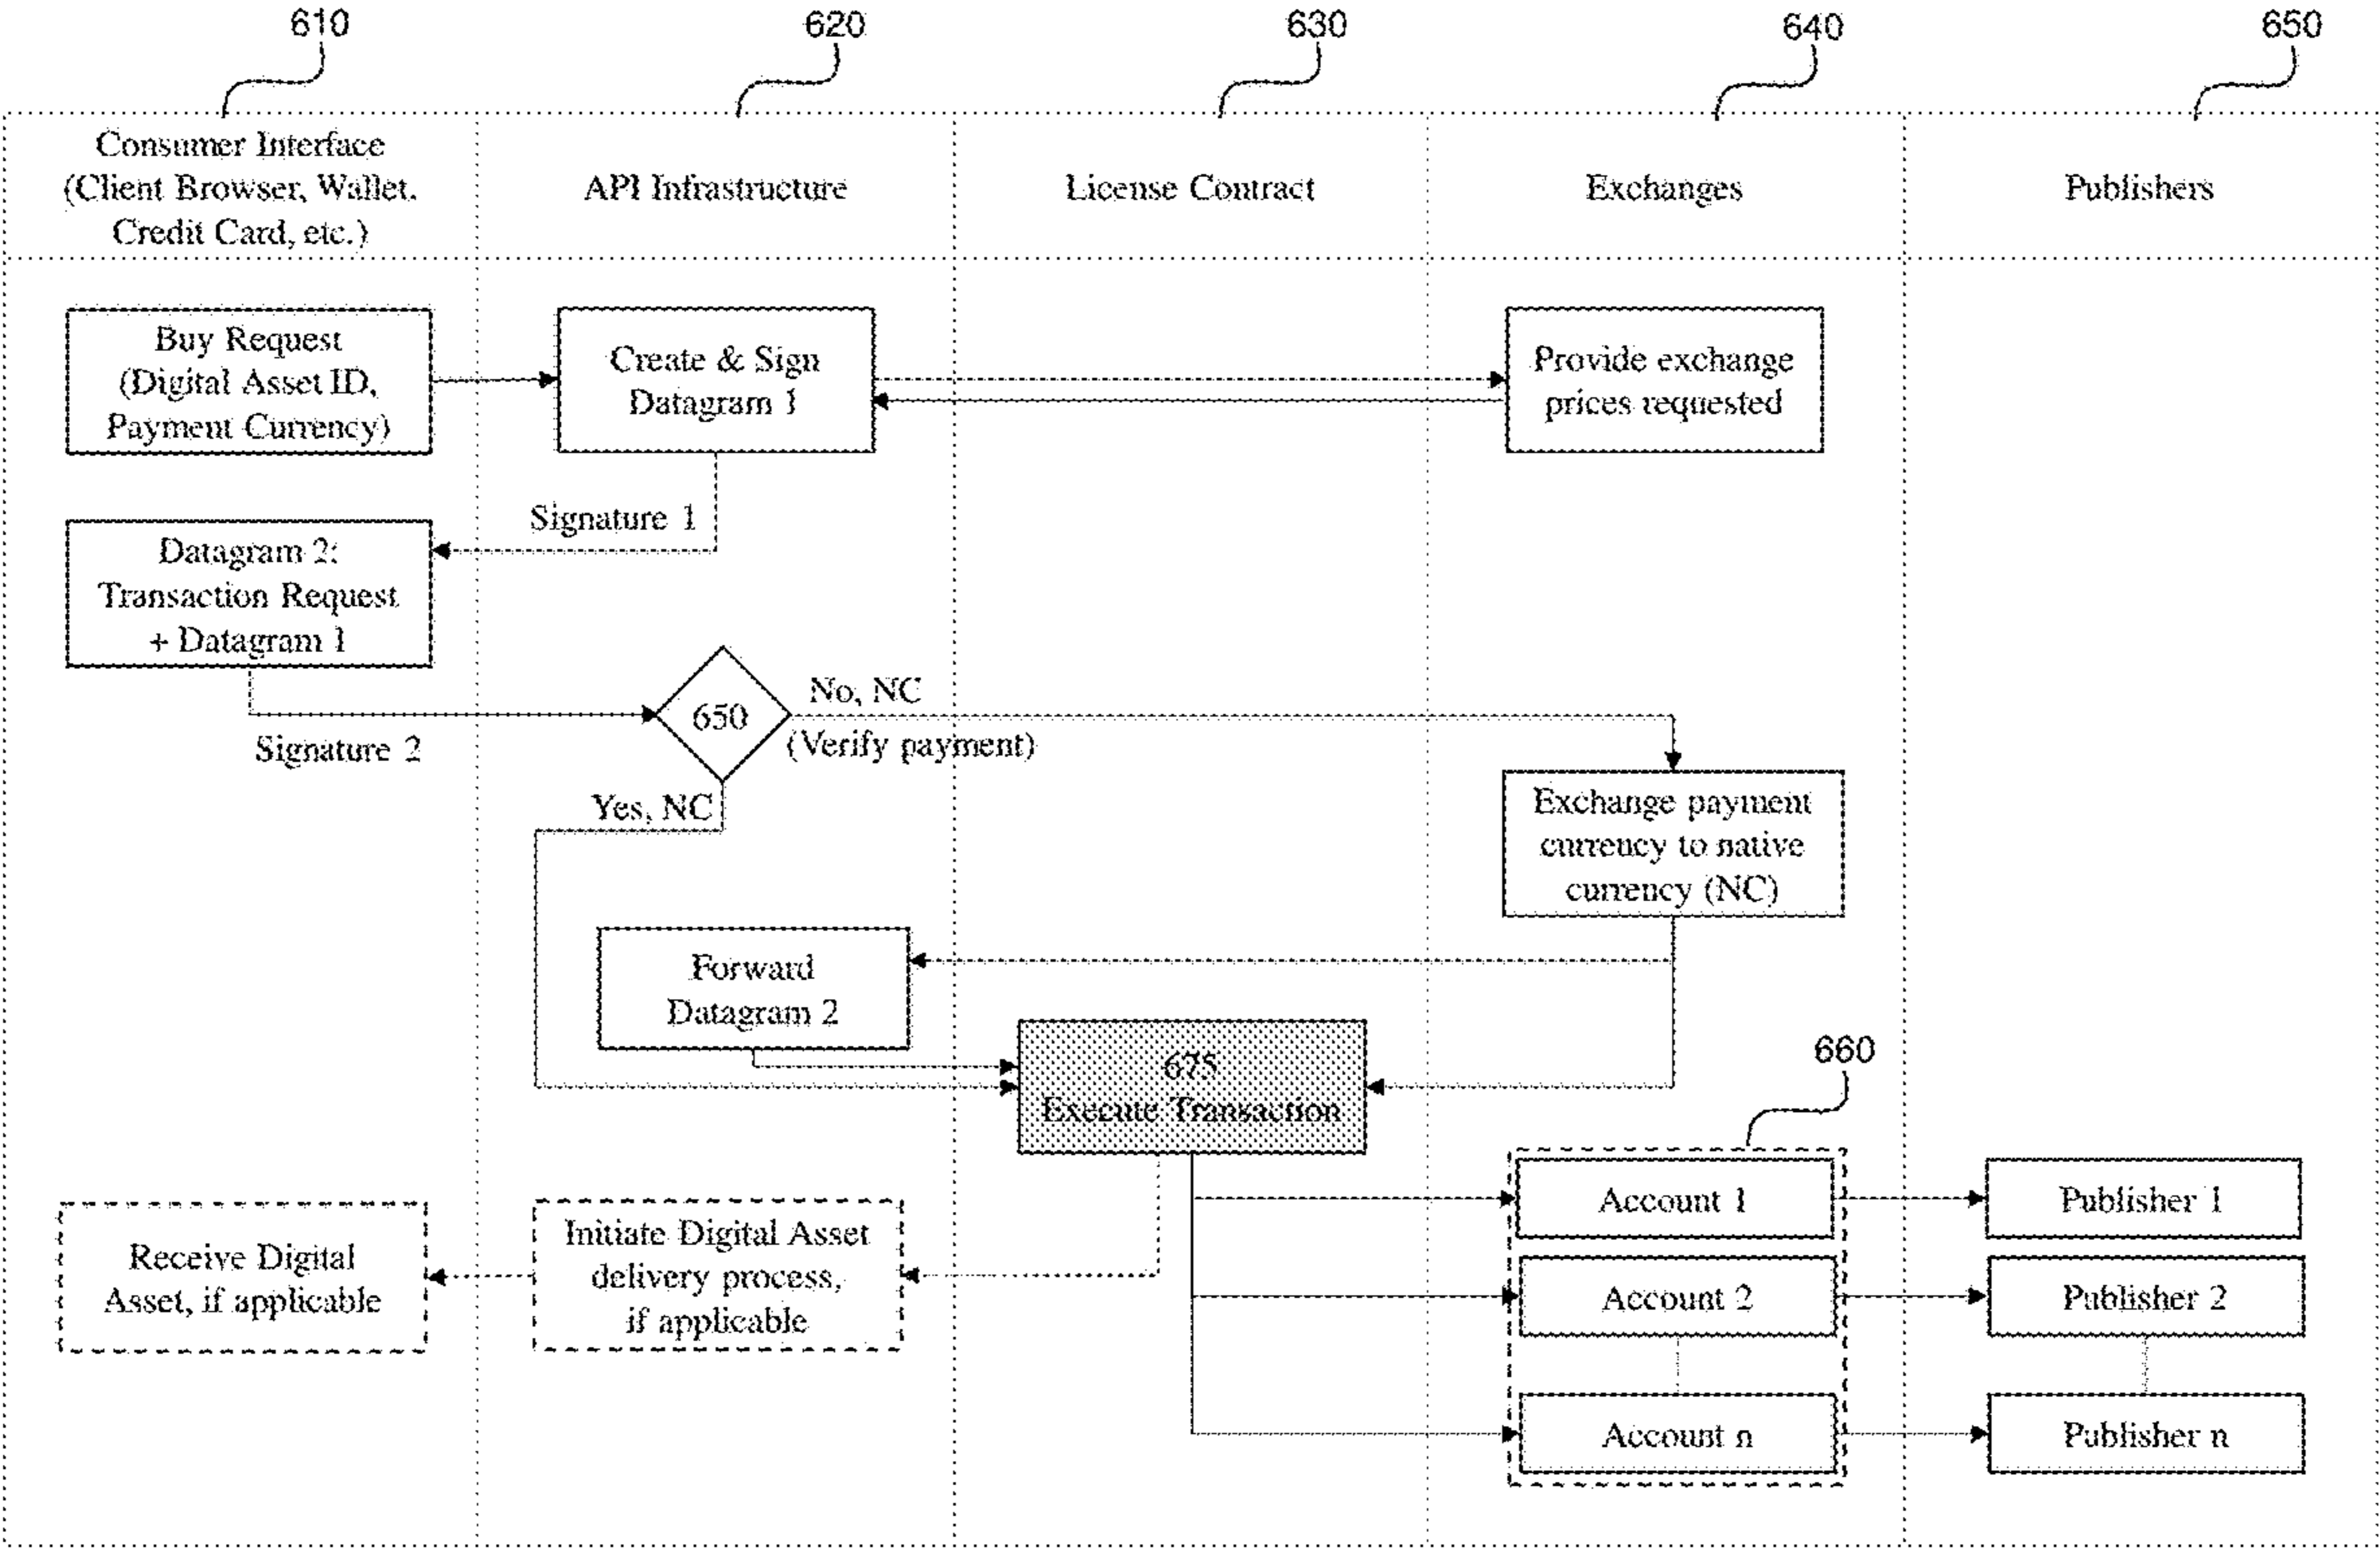 610
620
630
640
650
Consumer Interface
(Client Browser, Wallet,
Credit Card, etc.)
API Infrastructure
License Contract
Exchanges
Publishers
Buy Request
(Digital Asset ID,
Payment Currency)
Create & Sign
Datagram 1
Provide exchange
prices requested
Signature 1
Datagram 2:
Transaction Request
+ Datagram 1
Signature 2
650
No, NC
(Verify payment)
Yes, NC
Exchange payment
currency to native
currency (NC)
Forward
Datagram 2
675
Execute Transaction
660
Account 1
Publisher 1
Receive Digital
Asset, if applicable
Initiate Digital Asset
delivery process,
if applicable
Account 2
Publisher 2
Account n
Publisher n